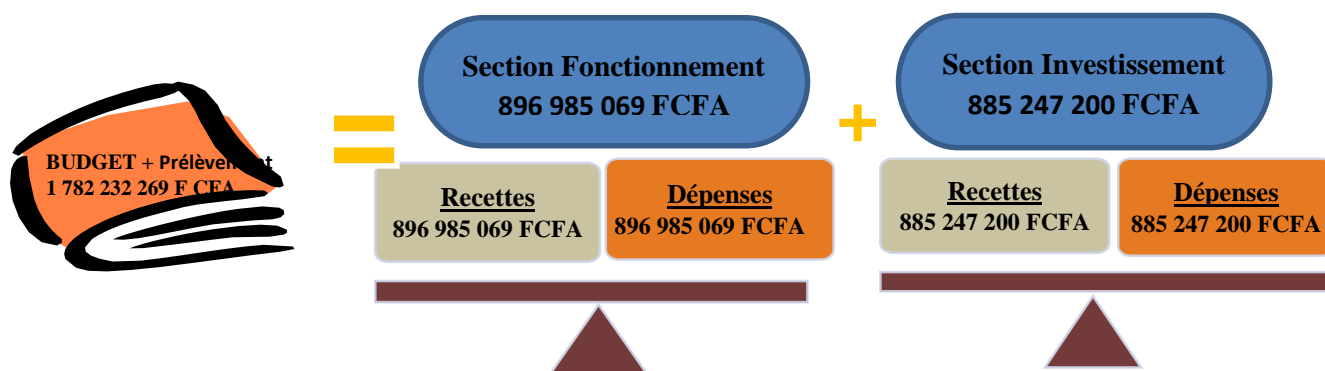 BUDGET + Prélèvement
1 782 232 269 F CFA
=
Section Fonctionnement
896 985 069 FCFA
Recettes
896 985 069 FCFA
Dépenses
896 985 069 FCFA
+
Section Investissement
885 247 200 FCFA
Recettes
885 247 200 FCFA
Dépenses
885 247 200 FCFA